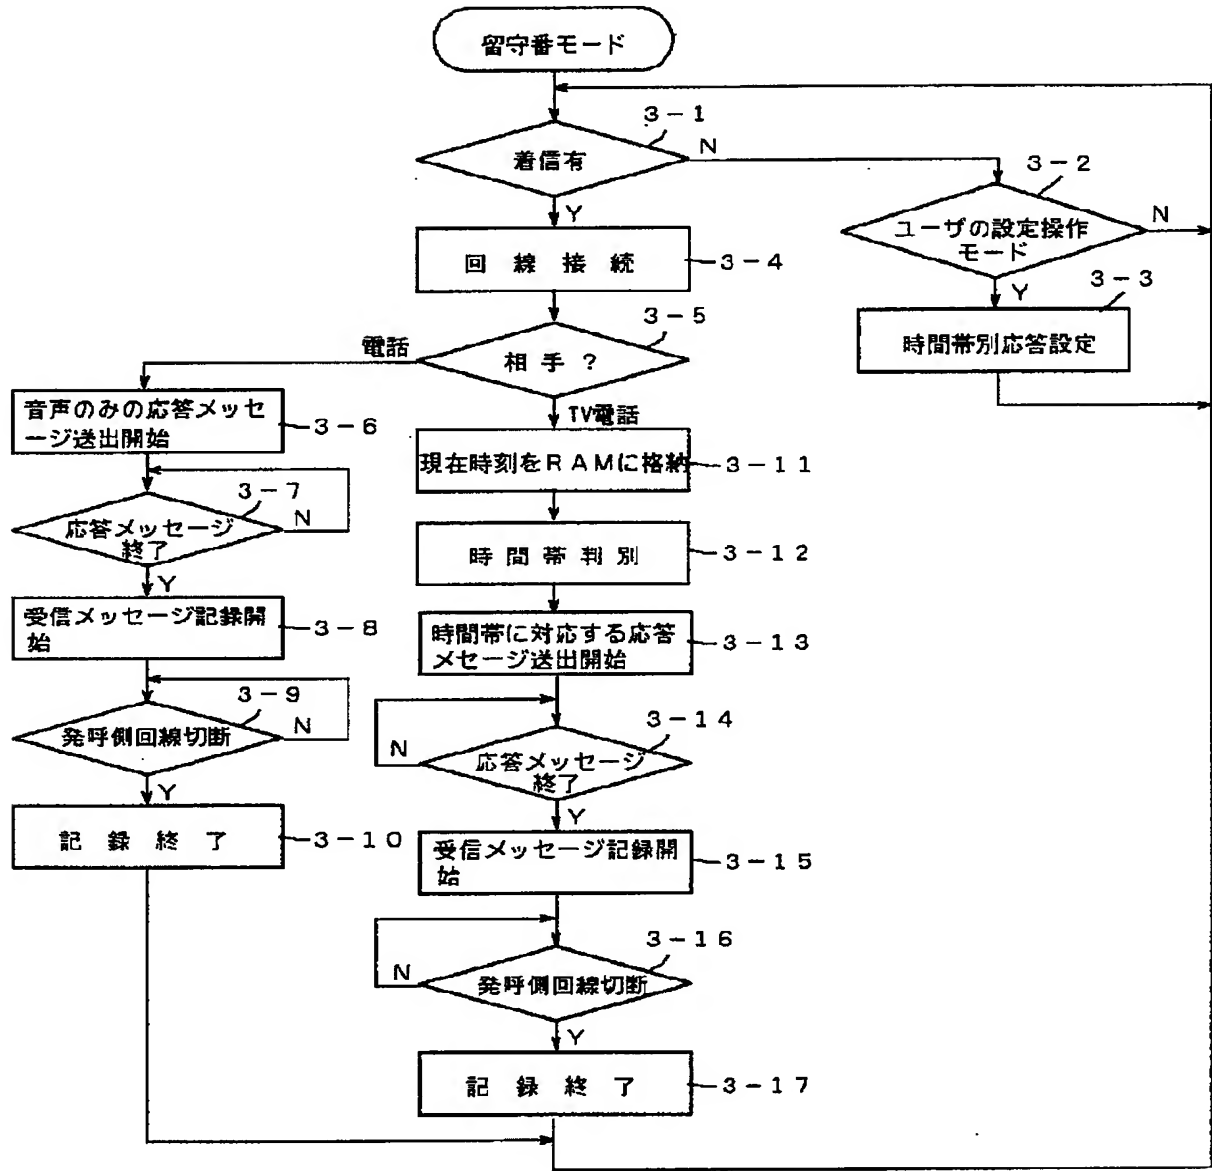 留守番モード
3-1
着信有
N
Y
3-2
ユーザの設定操作
モード
N
Y
3-3
時間帯別応答設定
回線接続
3-4
3-5
相手？
電話
TV電話
音声のみの応答メッセ
ージ送出開始
3-6
3-7
応答メッセージ
終了
N
Y
受信メッセージ記録開
始
3-8
3-9
発呼側回線切断
N
Y
記録終了
3-10
現在時刻をRAMに格納
3-11
時間帯判別
3-12
時間帯に対応する応答
メセージ送出開始
3-13
3-14
応答メッセージ
終了
N
Y
受信メッセージ記録開
始
3-15
3-16
発呼側回線切断
N
Y
記録終了
3-17